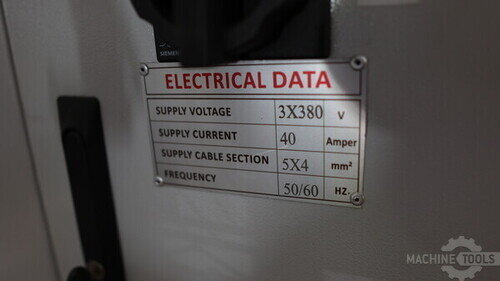 SIEMENS
ELECTRICAL DATA
SUPPLY VOLTAGE 3X380 V
SUPPLY CURRENT 40 Amper
SUPPLY CABLE SECTION 5X4 mm²
FREQUENCY 50/60 HZ.
MACHINE TOOLS